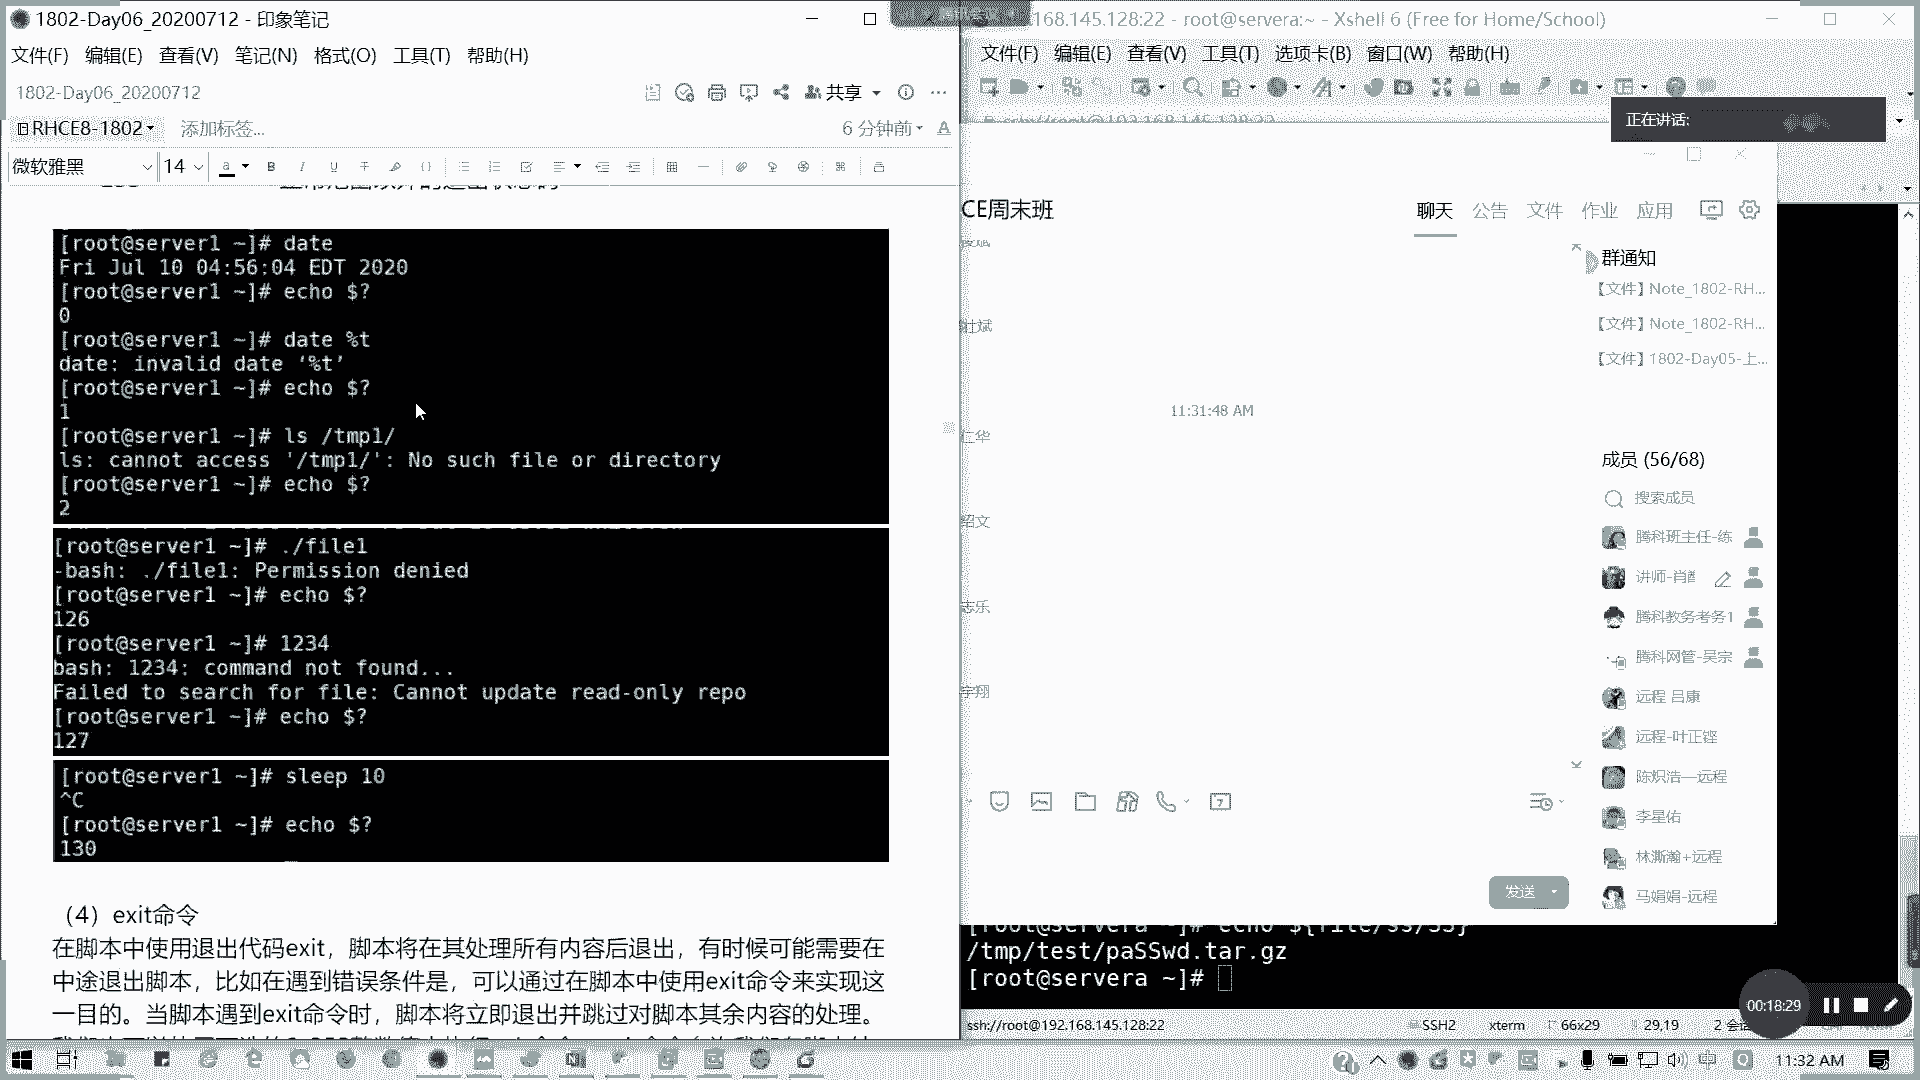 1802-Day06_20200712 - 印象笔记
文件(F) 编辑(E) 查看(V) 笔记(N) 格式(O) 工具(T) 帮助(H)
1802-Day06_20200712
共享
RHCE8-1802
添加标签...
6 分钟前
微软雅黑
14
[root@server1 ~]# date
Fri Jul 10 04:56:04 EDT 2020
[root@server1 ~]# echo $?
0
[root@server1 ~]# date %t
date: invalid date ‘%t’
[root@server1 ~]# echo $?
1
[root@server1 ~]# ls /tmp1/
ls: cannot access '/tmp1/': No such file or directory
[root@server1 ~]# echo $?
2
[root@server1 ~]# ./file1
-bash: ./file1: Permission denied
[root@server1 ~]# echo $?
126
[root@server1 ~]# 1234
bash: 1234: command not found...
Failed to search for file: Cannot update read-only repo
[root@server1 ~]# echo $?
127
[root@server1 ~]# sleep 10
^C
[root@server1 ~]# echo $?
130
（4）exit命令
在脚本中使用退出代码exit，脚本将在其处理所有内容后退出，有时候可能需要在
中途退出脚本，比如在遇到错误条件是，可以通过在脚本中使用exit命令来实现这
一目的。当脚本遇到exit命令时，脚本将立即退出并跳过对脚本其余内容的处理。
168.145.128:22 - root@servera:~ - Xshell 6 (Free for Home/School)
文件(F) 编辑(E) 查看(V) 工具(T) 选项卡(B) 窗口(W) 帮助(H)
正在讲话:
CE周末班
聊天 公告 文件 作业 应用
群通知
【文件】Note_1802-RH...
【文件】Note_1802-RH...
【文件】1802-Day05-上...
11:31:48 AM
仁华
绍文
志乐
宇翔
成员 (56/68)
搜索成员
腾科班主任-练
讲师-肖
腾科教务考务1
腾科网管-吴宗
远程 吕康
远程-叶正铿
陈炽浩—远程
李星佑
林澌瀚+远程
马娟娟-远程
发送
[root@servera ~]# echo ${file/ss/SS}
/tmp/test/paSSwd.tar.gz
[root@servera ~]#
00:18:29
ssh://root@192.168.145.128:22
SSH2
xterm
66x29
29,19
2 会话
11:32 AM